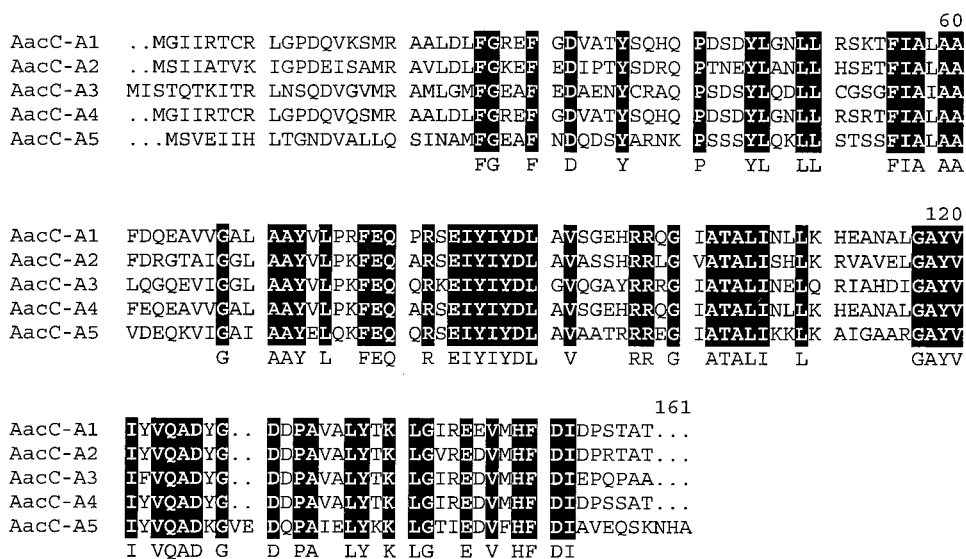 60
AacC-A1 ..MGIIRTCR LGPDQVKSMR AALDLFGREF GDVATYSQHQ PDSDYLGNLL RSKTFIALAA
AacC-A2 ..MSIIATVK IGPDEISAMR AVLDLFGKEF EDIPTYSDRQ PTNEYLANLL HSETFIALAA
AacC-A3 MISTQTKITR LNSQDVGVMR AMLGMFGEAF EDAENYCRAQ PSDSYLQDLL CGSGFIAIAA
AacC-A4 ..MGIIRTCR LGPDQVQSMR AALDLFGREF GDVATYSQHQ PDSDYLGNLL RSRTFIALAA
AacC-A5 ...MSVEIIH LTGNDVALLQ SINAMFGEAF NDQDSYARNK PSSSYLQKLL STSSFIALAA
FG F D Y P YL LL FIA AA
120
AacC-A1 FDQEAVVGAL AAYVLPRFEQ PRSEIYIYDL AVSGEHRRQG IATALINLLK HEANALGAYV
AacC-A2 FDRGTAIGGL AAYVLPKFEQ ARSEIYIYDL AVASSHRRLG VATALISHLK RVAVELGAYV
AacC-A3 LQGQEVIGGL AAYVLPKFEQ QRKEIYIYDL GVQGAYRRRG IATALINELQ RIAHDIGAYV
AacC-A4 FEQEAVVGAL AAYVLPKFEQ ARSEIYIYDL AVSGEHRRQG IATALINLLK HEANALGAYV
AacC-A5 VDEQKVIGAI AAYELQKFEQ QRSEIYIYDL AVAATRRREG IATALIKKLK AIGAARGAYV
G AAY L FEQ R EIYIYDL V RR G ATALI L GAYV
161
AacC-A1 IYVQADYG.. DDPAVALYTK LGIREEVMHF DIDPSTAT...
AacC-A2 IYVQADYG.. DDPAVALYTK LGVREDVMHF DIDPRTAT...
AacC-A3 IFVQADYG.. DDPAVALYTK LGIREDVMHF DIEPQPAA...
AacC-A4 IYVQADYG.. DDPAVALYTK LGIREDVMHF DIDPSSAT...
AacC-A5 IYVQADKGVE DQPAIELYKK LGTIEDVFHF DIAVEQSKNHA
I VQAD G D PA LY K LG E V HF DI